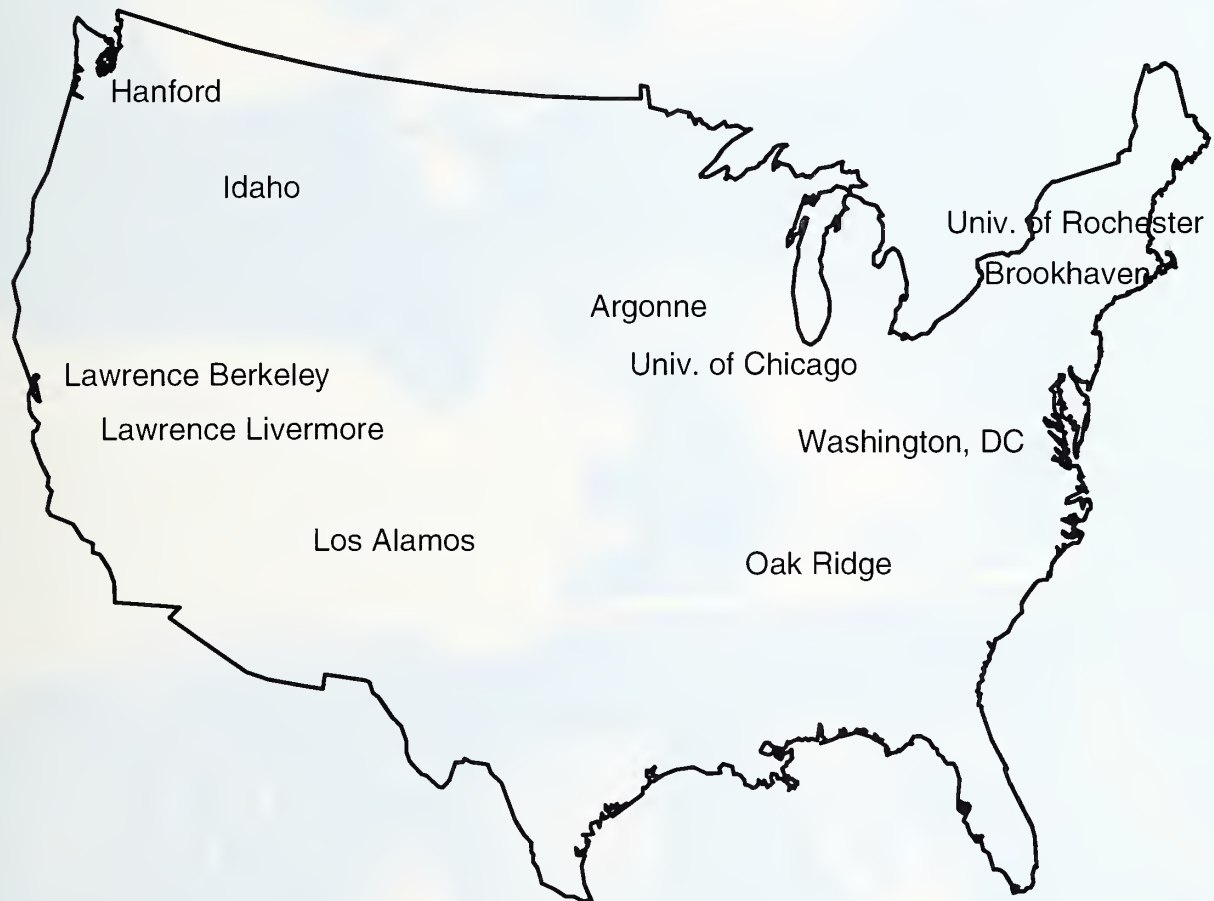 Hanford
Idaho
Univ. of Rochester
Brookhaven
Argonne
Univ. of Chicago
Lawrence Berkeley
Lawrence Livermore
Washington, DC
Los Alamos
Oak Ridge